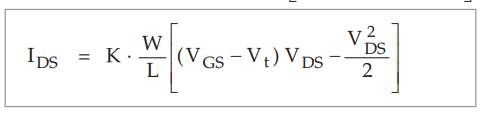 I_DS = K · W/L [(V_GS − V_t) V_DS − V_DS^2/2]